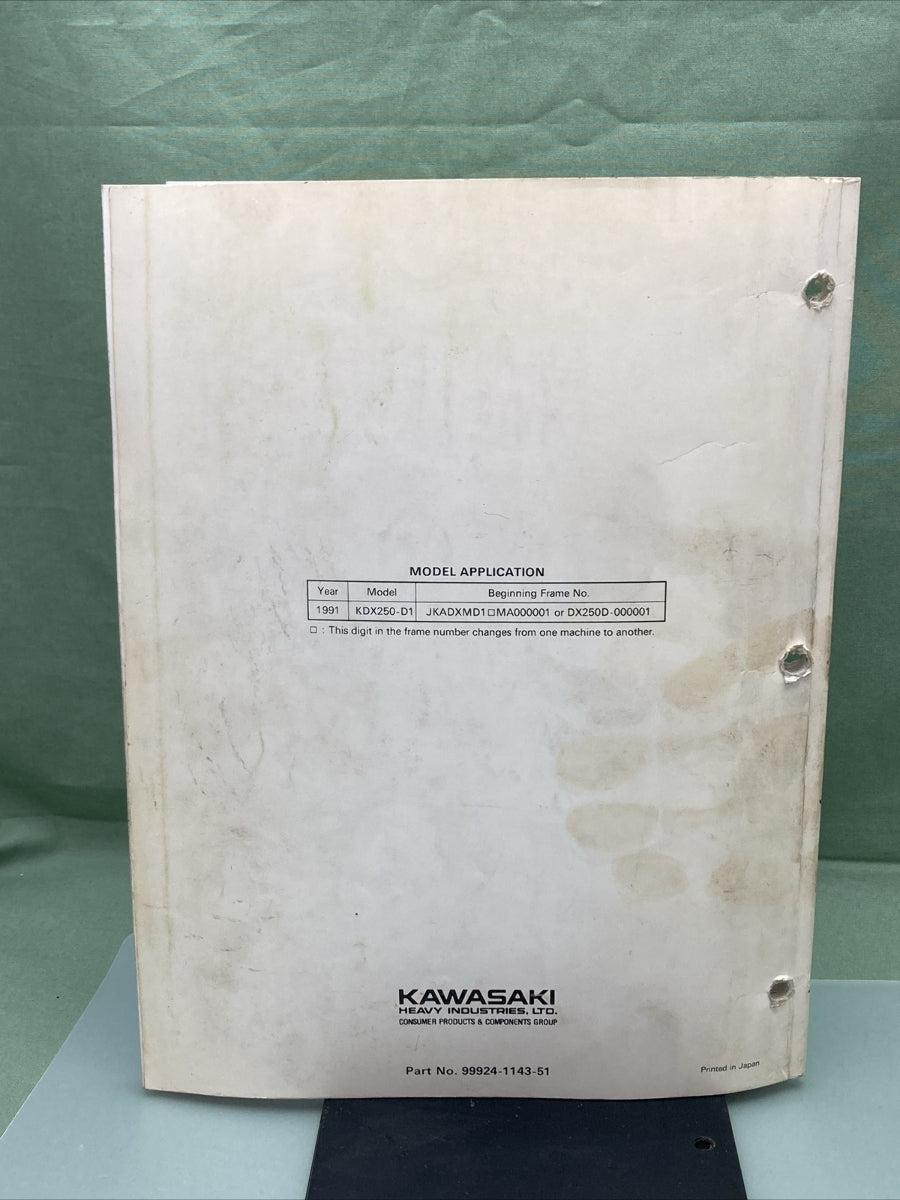 MODEL APPLICATION
Year Model Beginning Frame No.
1991 KDX250-D1 JKADXMD1□MA000001 or DX250D-000001
□ : This digit in the frame number changes from one machine to another.
KAWASAKI
HEAVY INDUSTRIES, LTD.
CONSUMER PRODUCTS & COMPONENTS GROUP
Part No. 99924-1143-51
Printed in Japan